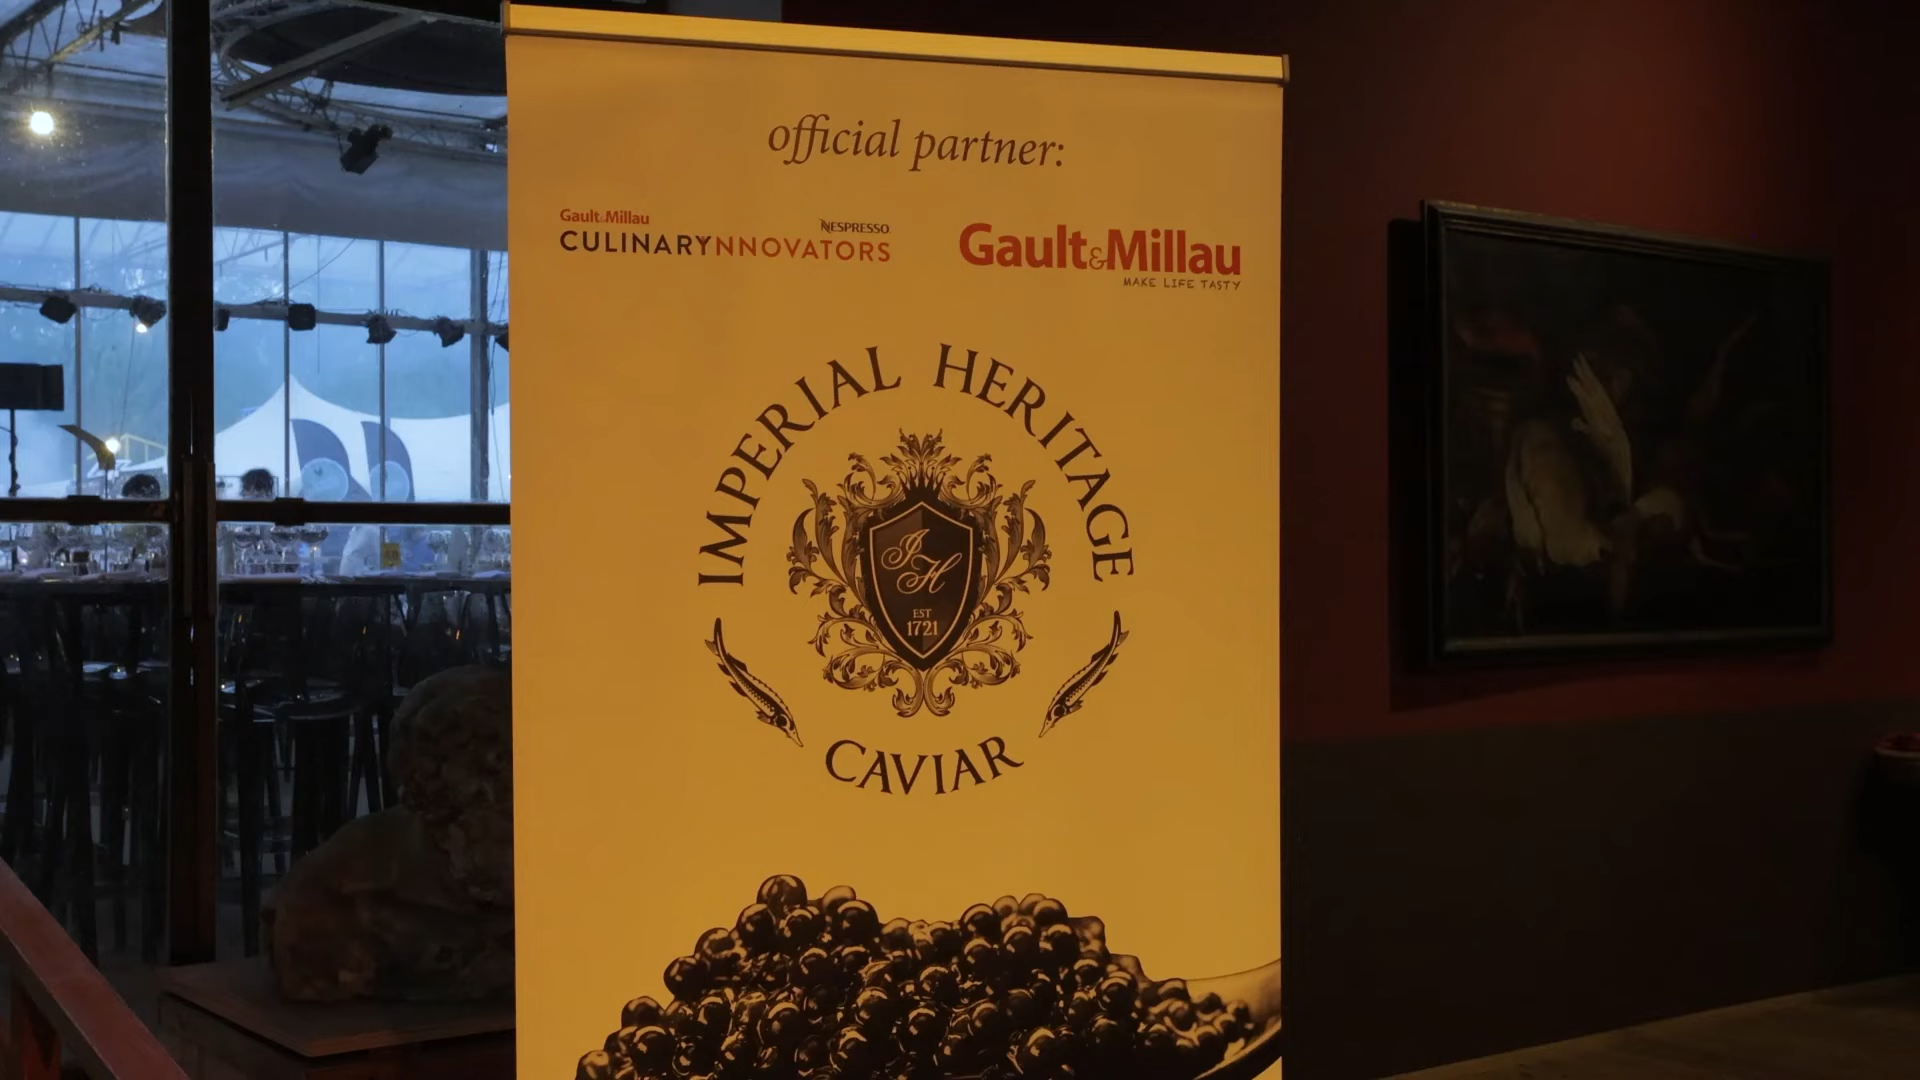 official partner:
Gault&Millau
NESPRESSO
CULINARYNNOVATORS
Gault&Millau
MAKE LIFE TASTY
IMPERIAL HERITAGE
IH
EST
1721
CAVIAR